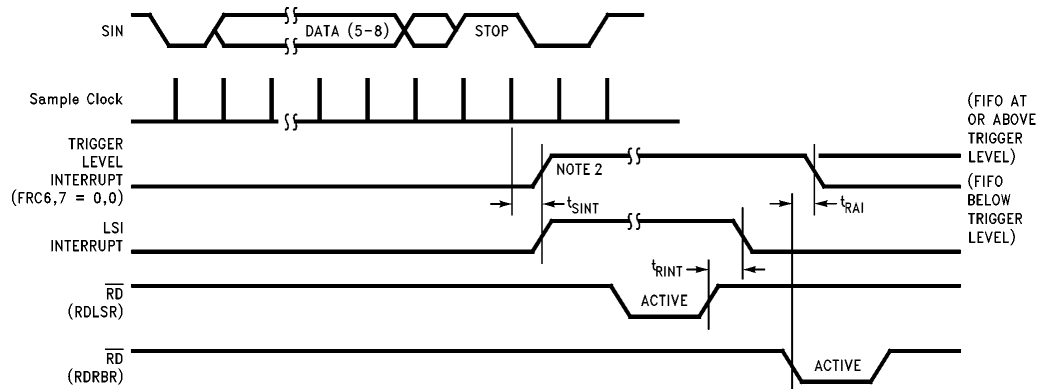 SIN
DATA (5-8)
STOP
Sample Clock
TRIGGER
LEVEL
INTERRUPT
(FRC6,7 = 0,0)
NOTE 2
(FIFO AT
OR ABOVE
TRIGGER
LEVEL)
(FIFO
BELOW
TRIGGER
LEVEL)
tSINT
tRAI
LSI
INTERRUPT
tRINT
RD
(RDLSR)
ACTIVE
RD
(RDRBR)
ACTIVE